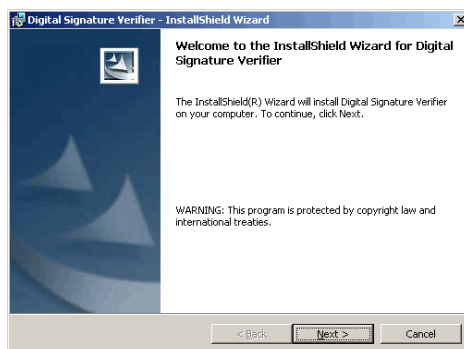 Digital Signature Verifier - InstallShield Wizard
Welcome to the InstallShield Wizard for Digital
Signature Verifier
The InstallShield(R) Wizard will install Digital Signature Verifier
on your computer. To continue, click Next.
WARNING: This program is protected by copyright law and
international treaties.
< Back
Next >
Cancel